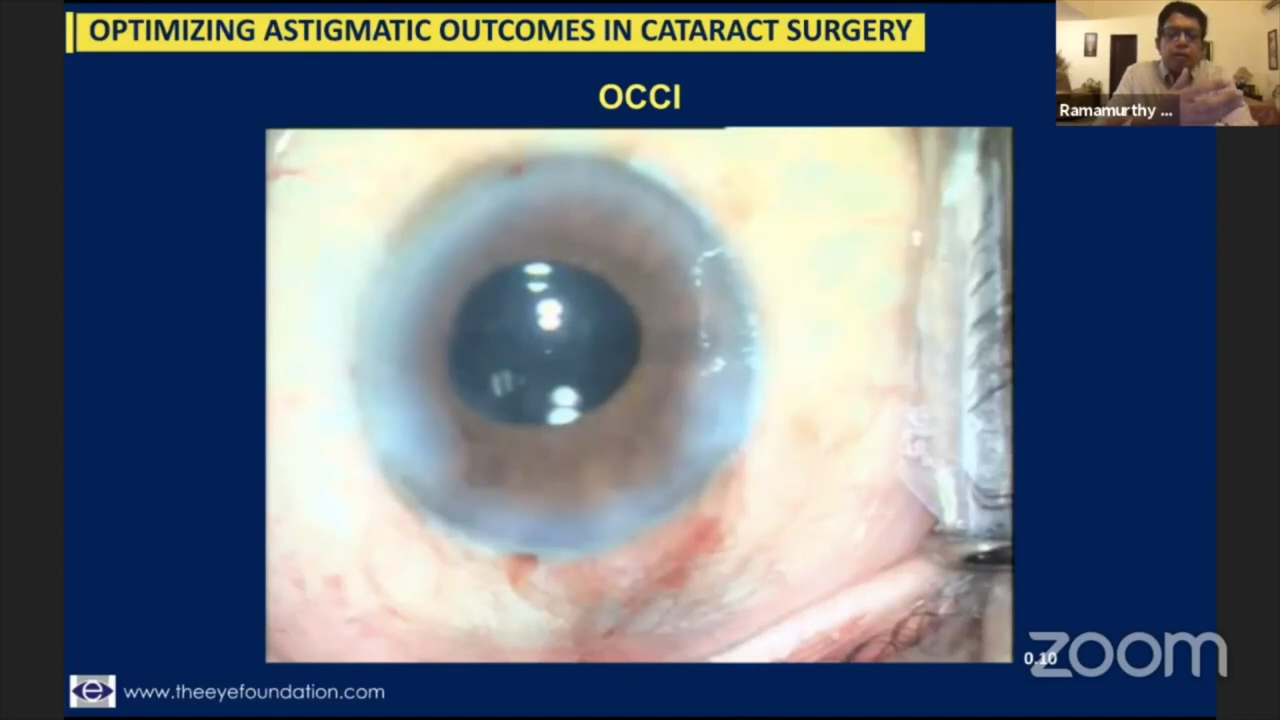 OPTIMIZING ASTIGMATIC OUTCOMES IN CATARACT SURGERY
Ramamurthy ...
OCCI
0.10
zoom
e www.theeyefoundation.com